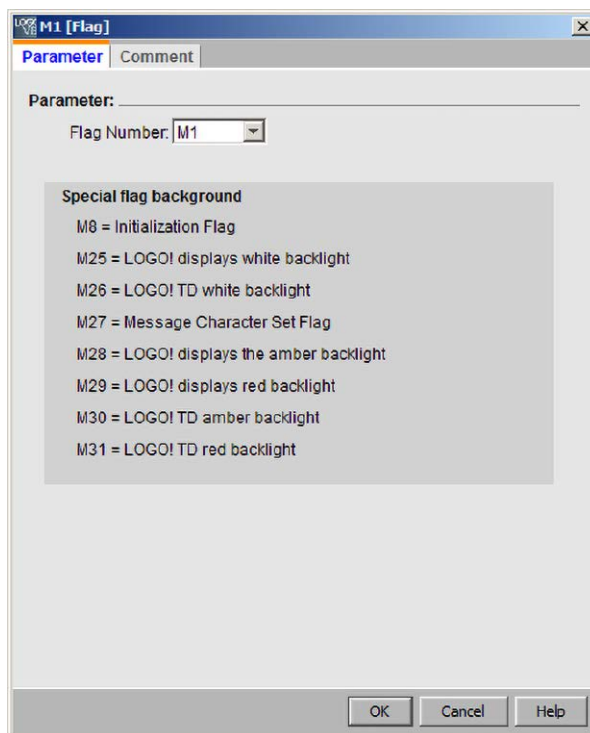 M1 [Flag]
Parameter Comment
Parameter:
Flag Number: M1
Special flag background
M8 = Initialization Flag
M25 = LOGO! displays white backlight
M26 = LOGO! TD white backlight
M27 = Message Character Set Flag
M28 = LOGO! displays the amber backlight
M29 = LOGO! displays red backlight
M30 = LOGO! TD amber backlight
M31 = LOGO! TD red backlight
OK Cancel Help